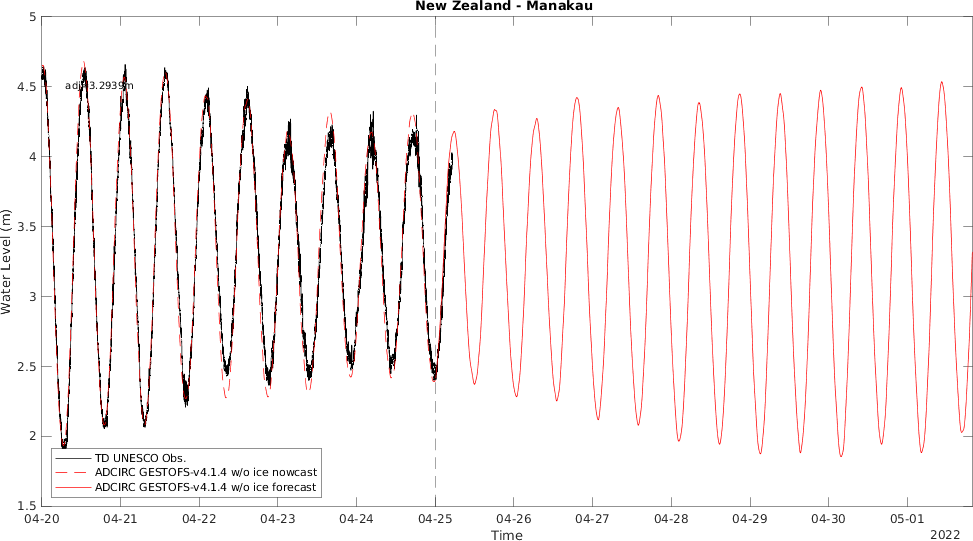 New Zealand - Manakau
5
4.5
4
3.5
3
2.5
2
1.5
Water Level (m)
adj +3.2939m
TD UNESCO Obs.
ADCIRC GESTOFS-v4.1.4 w/o ice nowcast
ADCIRC GESTOFS-v4.1.4 w/o ice forecast
04-20 04-21 04-22 04-23 04-24 04-25 04-26 04-27 04-28 04-29 04-30 05-01
Time
2022